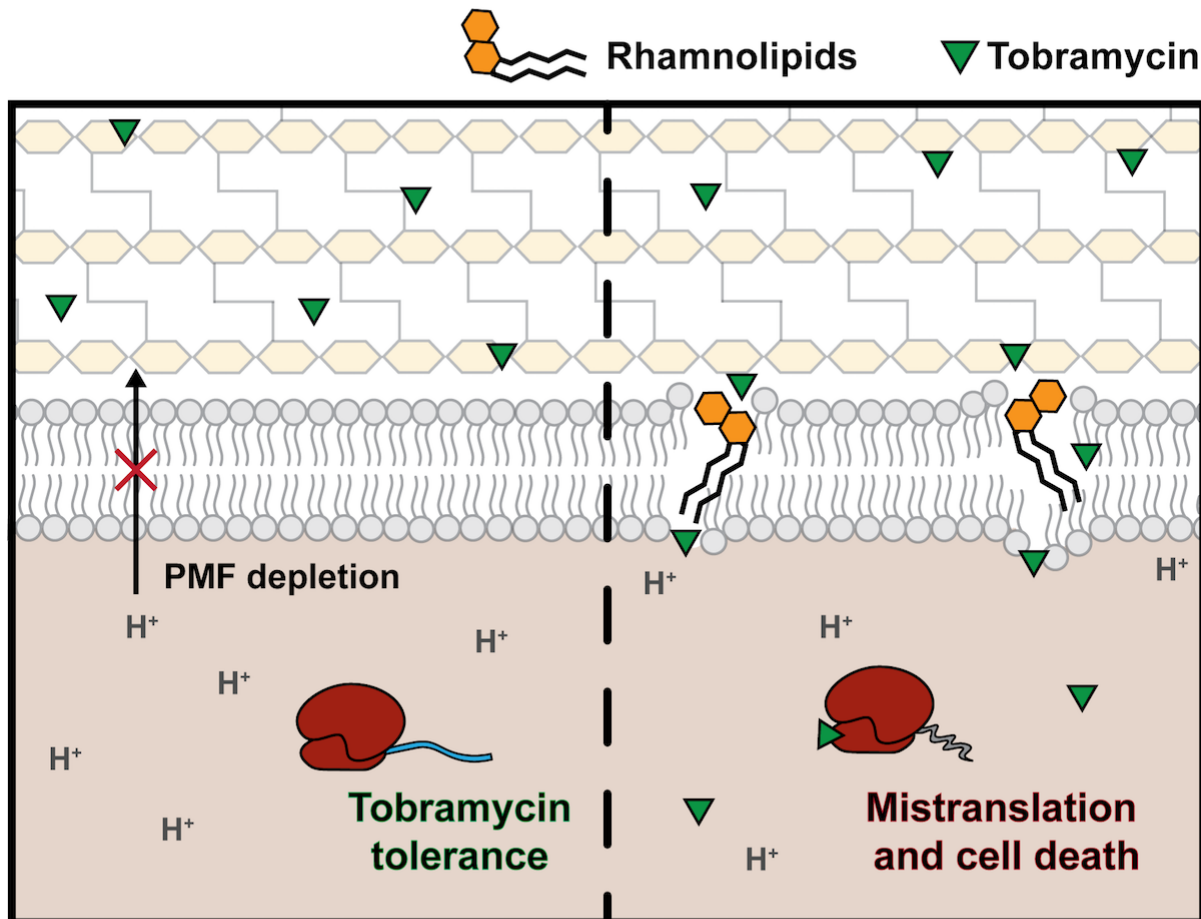 Rhamnolipids Tobramycin
PMF depletion
H⁺
H⁺
H⁺
H⁺
H⁺
Tobramycin
tolerance
H⁺
H⁺
H⁺
H⁺
Mistranslation
and cell death